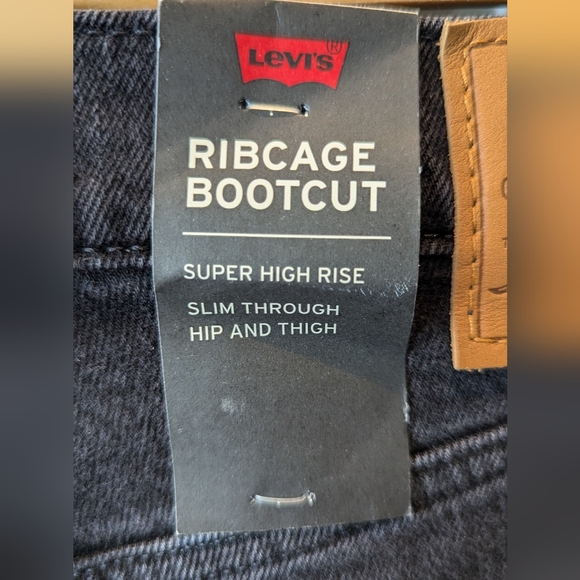 Levi's®
RIBCAGE
BOOTCUT
SUPER HIGH RISE
SLIM THROUGH
HIP AND THIGH